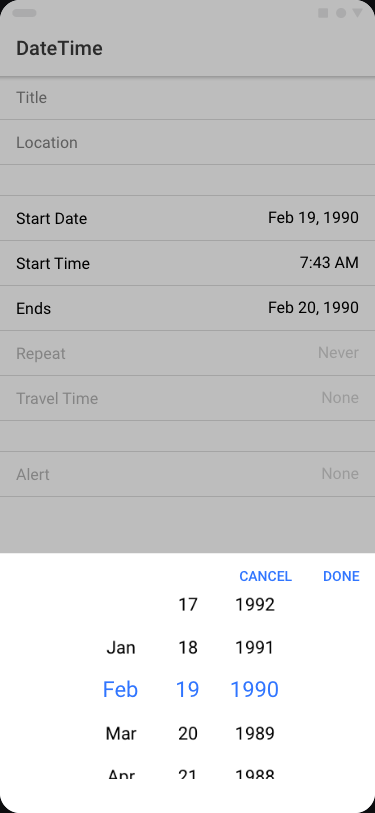 DateTime
Title
Location
Start Date Feb 19, 1990
Start Time 7:43 AM
Ends Feb 20, 1990
Repeat Never
Travel Time None
Alert None
CANCEL DONE
17 1992
Jan 18 1991
Feb 19 1990
Mar 20 1989
Apr 21 1988